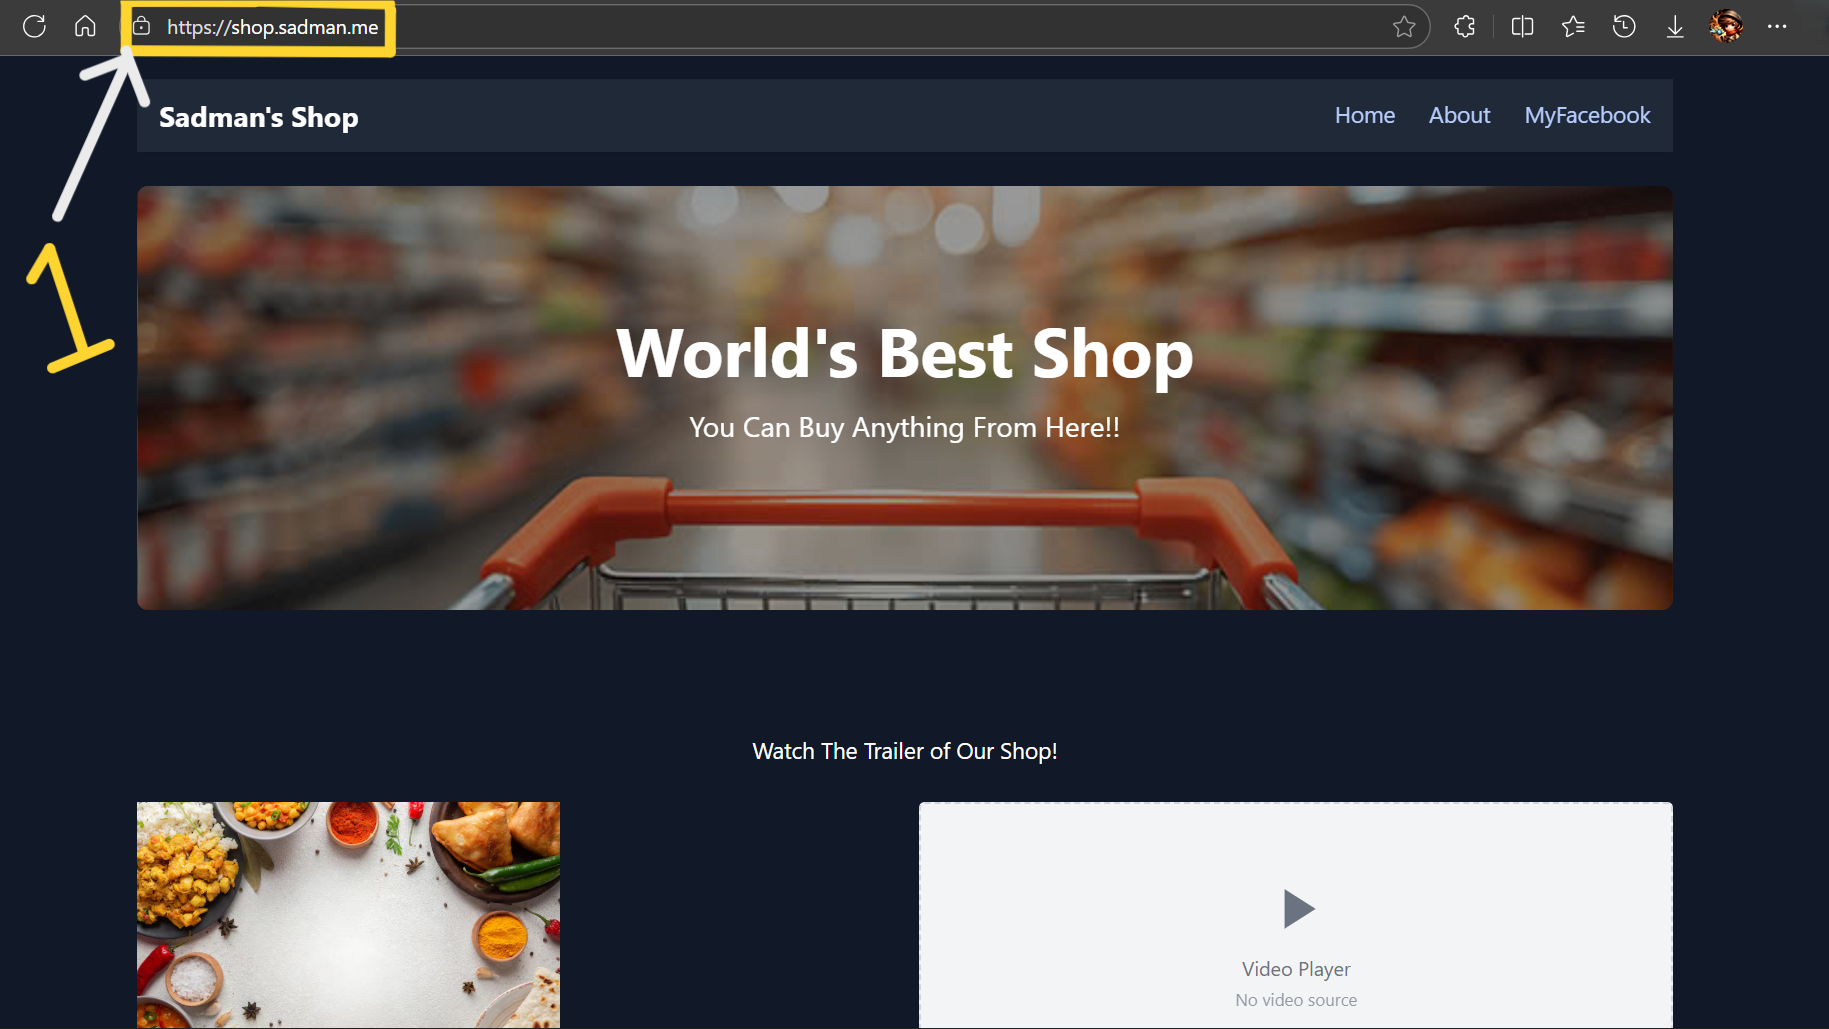 https://shop.sadman.me
Sadman's Shop
Home About MyFacebook
1
World's Best Shop
You Can Buy Anything From Here!!
Watch The Trailer of Our Shop!
Video Player
No video source